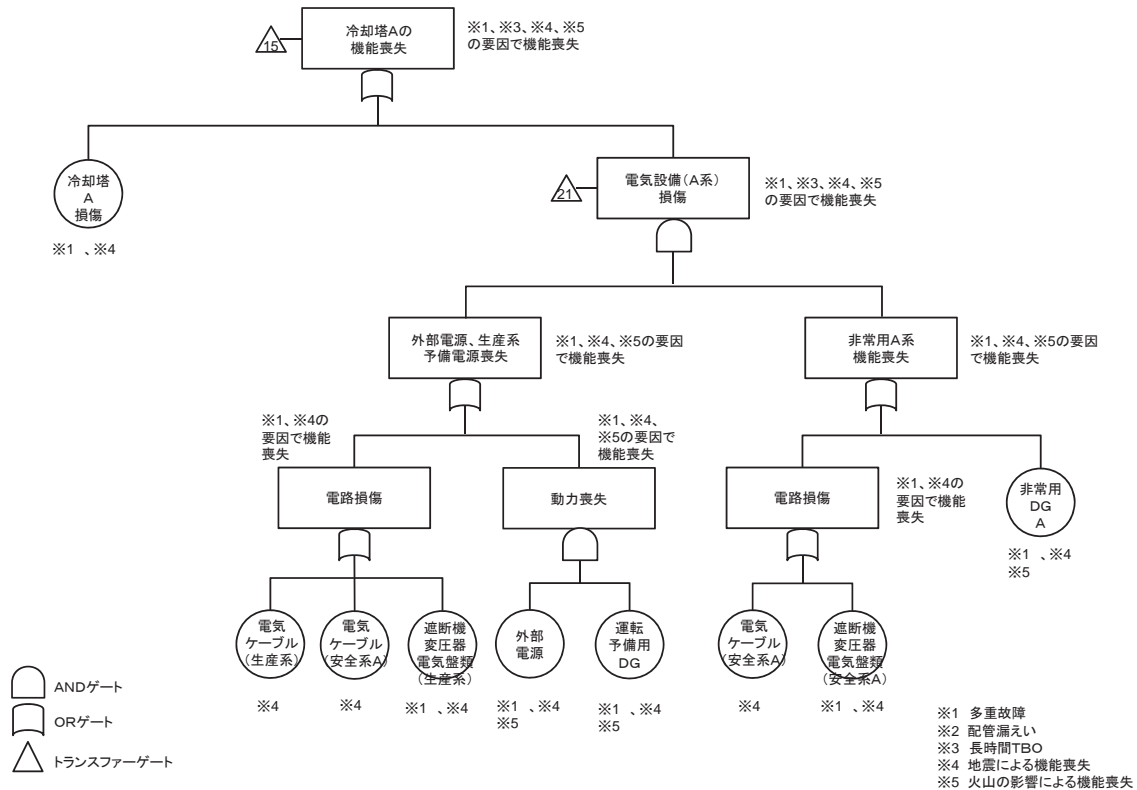 冷却塔Aの
機能喪失
※1、※3、※4、※5
の要因で機能喪失
15
冷却塔
A
損傷
※1 、※4
電気設備（A系）
損傷
※1、※3、※4、※5
の要因で機能喪失
21
外部電源、生産系
予備電源喪失
※1、※4、※5の要因
で機能喪失
非常用A系
機能喪失
※1、※4、※5の要因
で機能喪失
※1、※4の
要因で機能
喪失
電路損傷
※1、※4、
※5の要因で
機能喪失
動力喪失
電路損傷
※1、※4の
要因で機能
喪失
非常用
DG
A
※1 、※4
※5
電気
ケーブル
（生産系）
※4
電気
ケーブル
（安全系A）
※4
遮断機
変圧器
電気盤類
（生産系）
※1 、※4
外部
電源
※1 、※4
※5
運転
予備用
DG
※1 、※4
※5
電気
ケーブル
（安全系A）
※4
遮断機
変圧器
電気盤類
（安全系A）
※1 、※4
ANDゲート
ORゲート
トランスファーゲート
※1 多重故障
※2 配管漏えい
※3 長時間TBO
※4 地震による機能喪失
※5 火山の影響による機能喪失